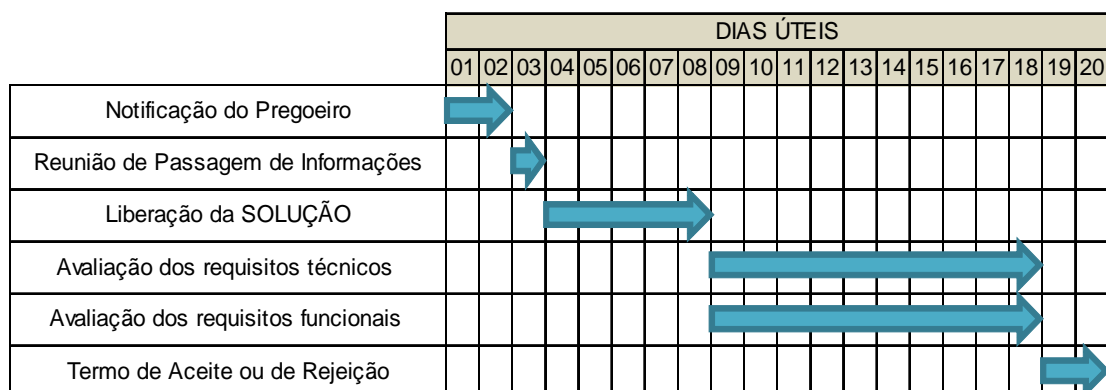 DIAS ÚTEIS
01 02 03 04 05 06 07 08 09 10 11 12 13 14 15 16 17 18 19 20
Notificação do Pregoeiro
Reunião de Passagem de Informações
Liberação da SOLUÇÃO
Avaliação dos requisitos técnicos
Avaliação dos requisitos funcionais
Termo de Aceite ou de Rejeição